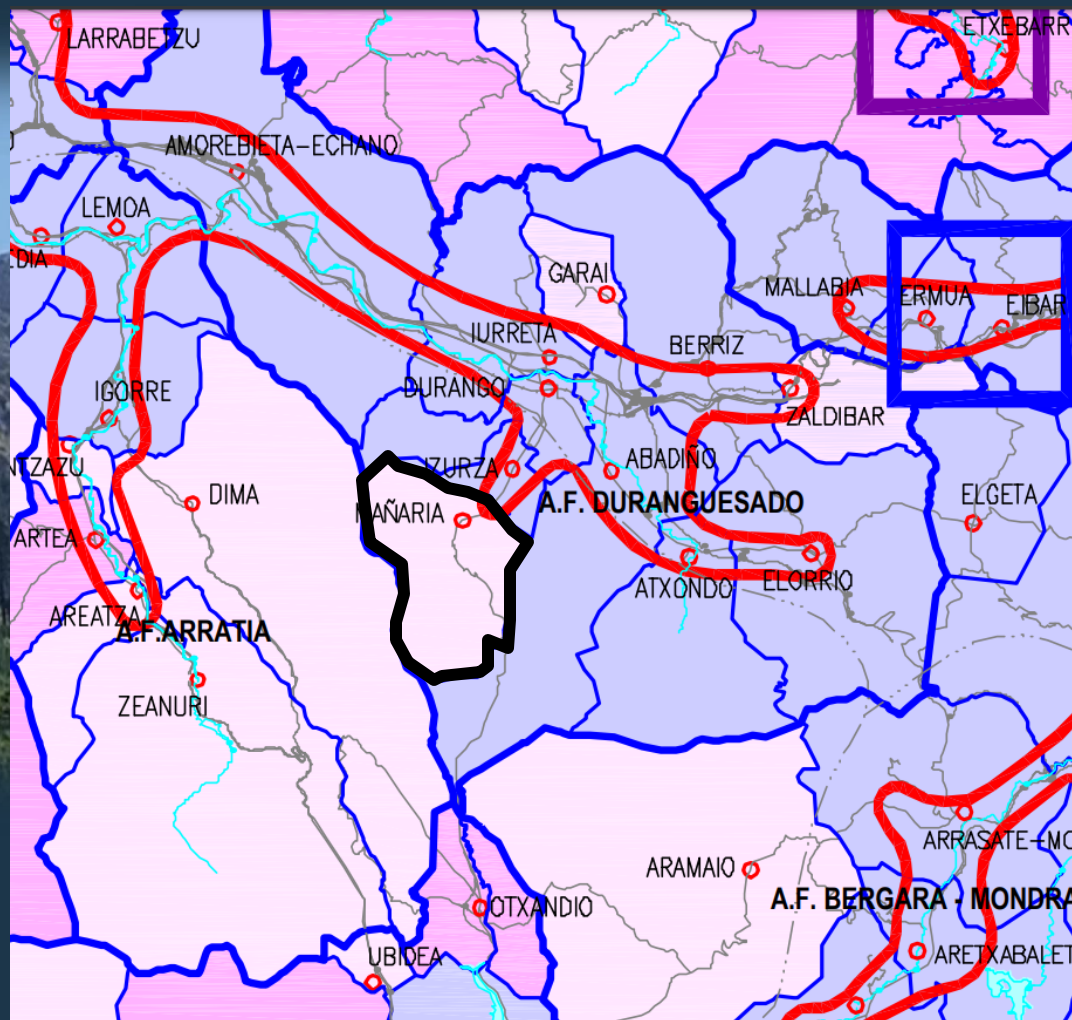 LARRABETZU
ETXEBARR
AMOREBIETA-ECHANO
LEMOA
EDIA
GARAI
MALLABIA
ERMUA
EIBAR
IURRETA
BERRIZ
DURANGO
IGORRE
ZALDIBAR
NTZAZU
IZURZA
ABADIÑO
DIMA
A.F. DURANGUESADO
ELGETA
MAÑARIA
ARTEA
ATXONDO
ELORRIO
AREATZA
A.F.ARRATIA
ZEANURI
ARRASATE-MO
ARAMAIO
A.F. BERGARA - MONDRA
OTXANDIO
UBIDEA
ARETXABALET